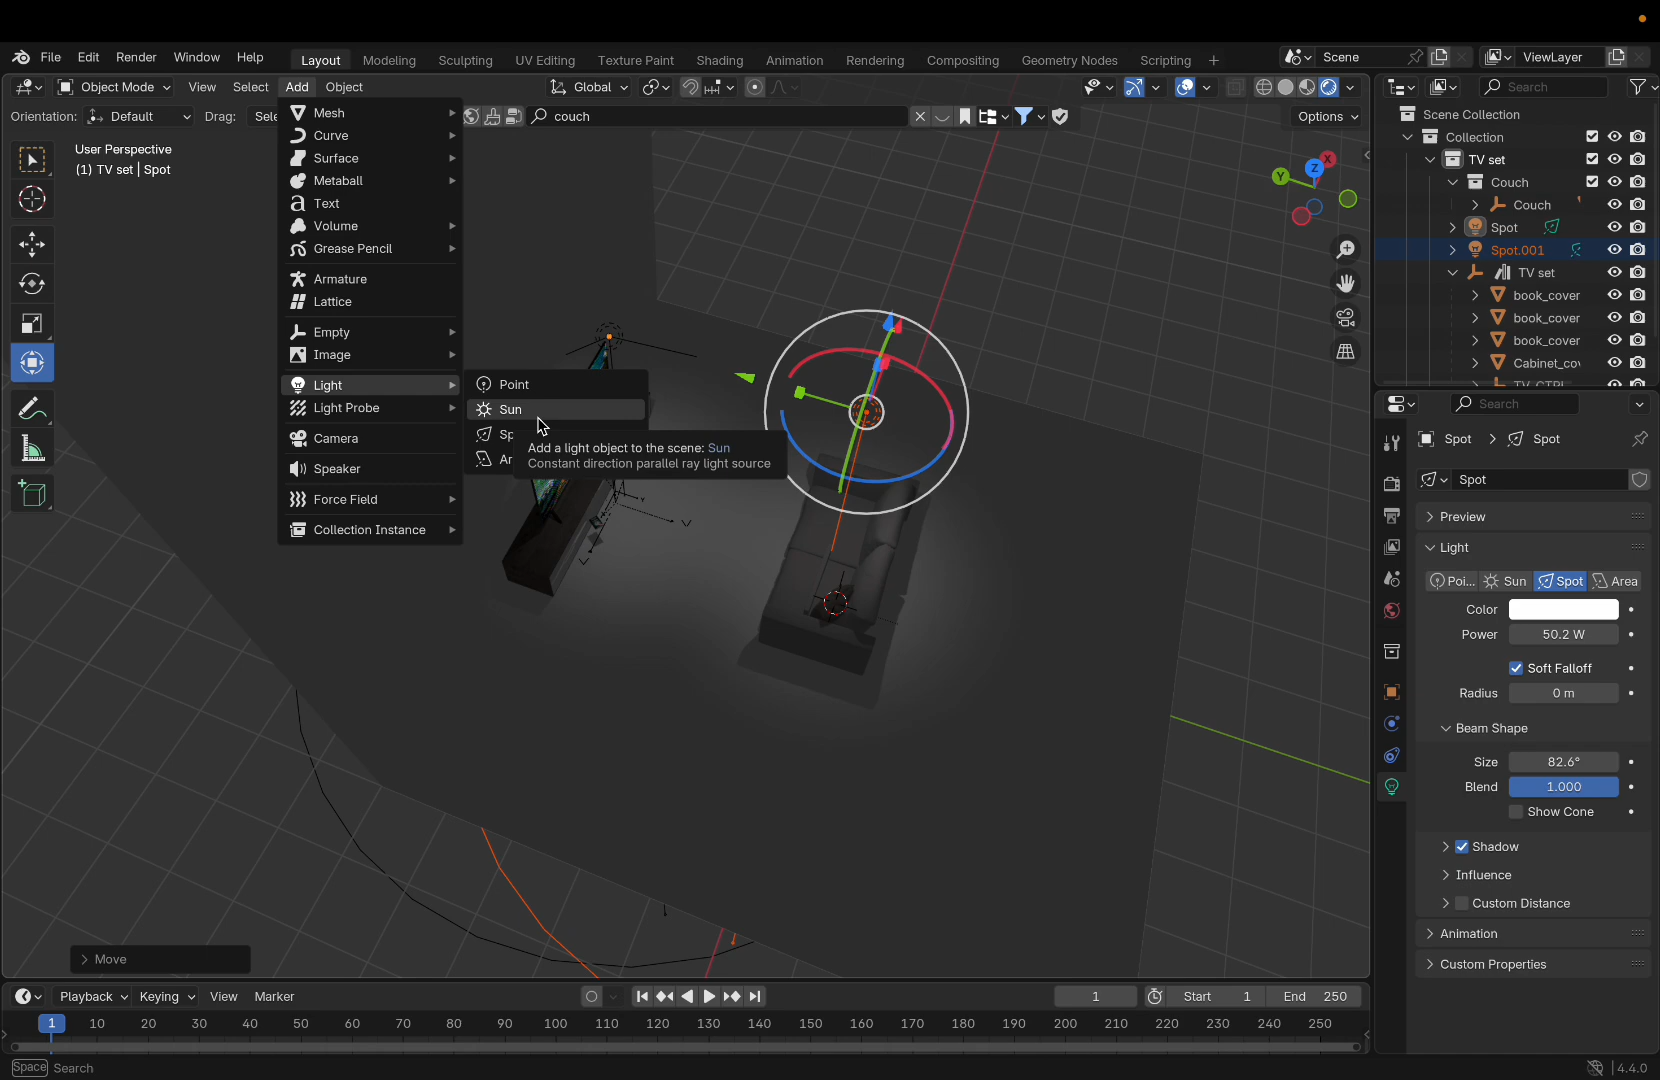 File Edit Render Window Help Layout Modeling Sculpting UV Editing Texture Paint Shading Animation Rendering Compositing Geometry Nodes Scripting + Scene ViewLayer
Object Mode View Select Add Object Global Search
Orientation: Default Drag: couch Options
User Perspective
(1) TV set | Spot
Mesh
Curve
Surface
Metaball
Text
Volume
Grease Pencil
Armature
Lattice
Empty
Image
Light
Light Probe
Camera
Speaker
Force Field
Collection Instance
Point
Sun
Add a light object to the scene: Sun
Constant direction parallel ray light source
X
Y
Z
Scene Collection
Collection
TV set
Couch
Couch
Spot
Spot.001
TV set
book_cover
book_cover
book_cover
Cabinet_cov
Search
Spot > Spot
Spot
Preview
Light
Poi... Sun Spot Area
Color
Power 50.2 W
Soft Falloff
Radius 0 m
Beam Shape
Size 82.6°
Blend 1.000
Show Cone
Shadow
Influence
Custom Distance
Animation
Custom Properties
Move
Playback Keying View Marker 1 Start 1 End 250
1 10 20 30 40 50 60 70 80 90 100 110 120 130 140 150 160 170 180 190 200 210 220 230 240 250
Space Search 4.4.0